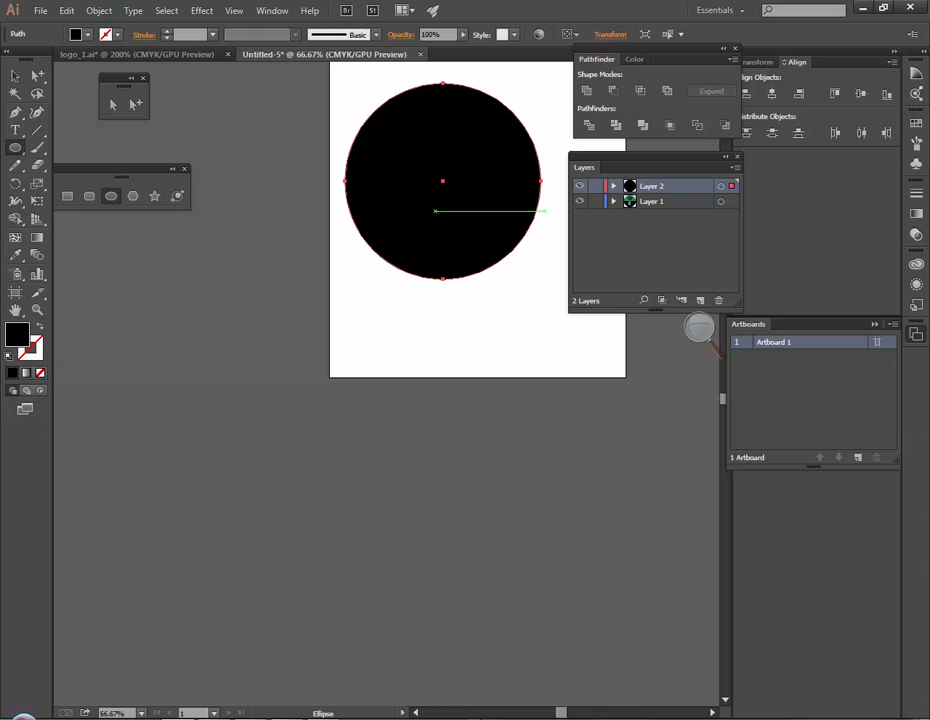 Ai File Edit Object Type Select Effect View Window Help Br St Essentials
Path Stroke: Basic Opacity: 100% Style: Transform
logo_1.ai* @ 200% (CMYK/GPU Preview) × Untitled-5* @ 66.67% (CMYK/GPU Preview) ×
Pathfinder Color
Shape Modes:
Expand
Pathfinders:
ransform Align
lign Objects:
istribute Objects:
Layers
Layer 2
Layer 1
2 Layers
Artboards
1 Artboard 1
1 Artboard
T
66.67% 1 Ellipse